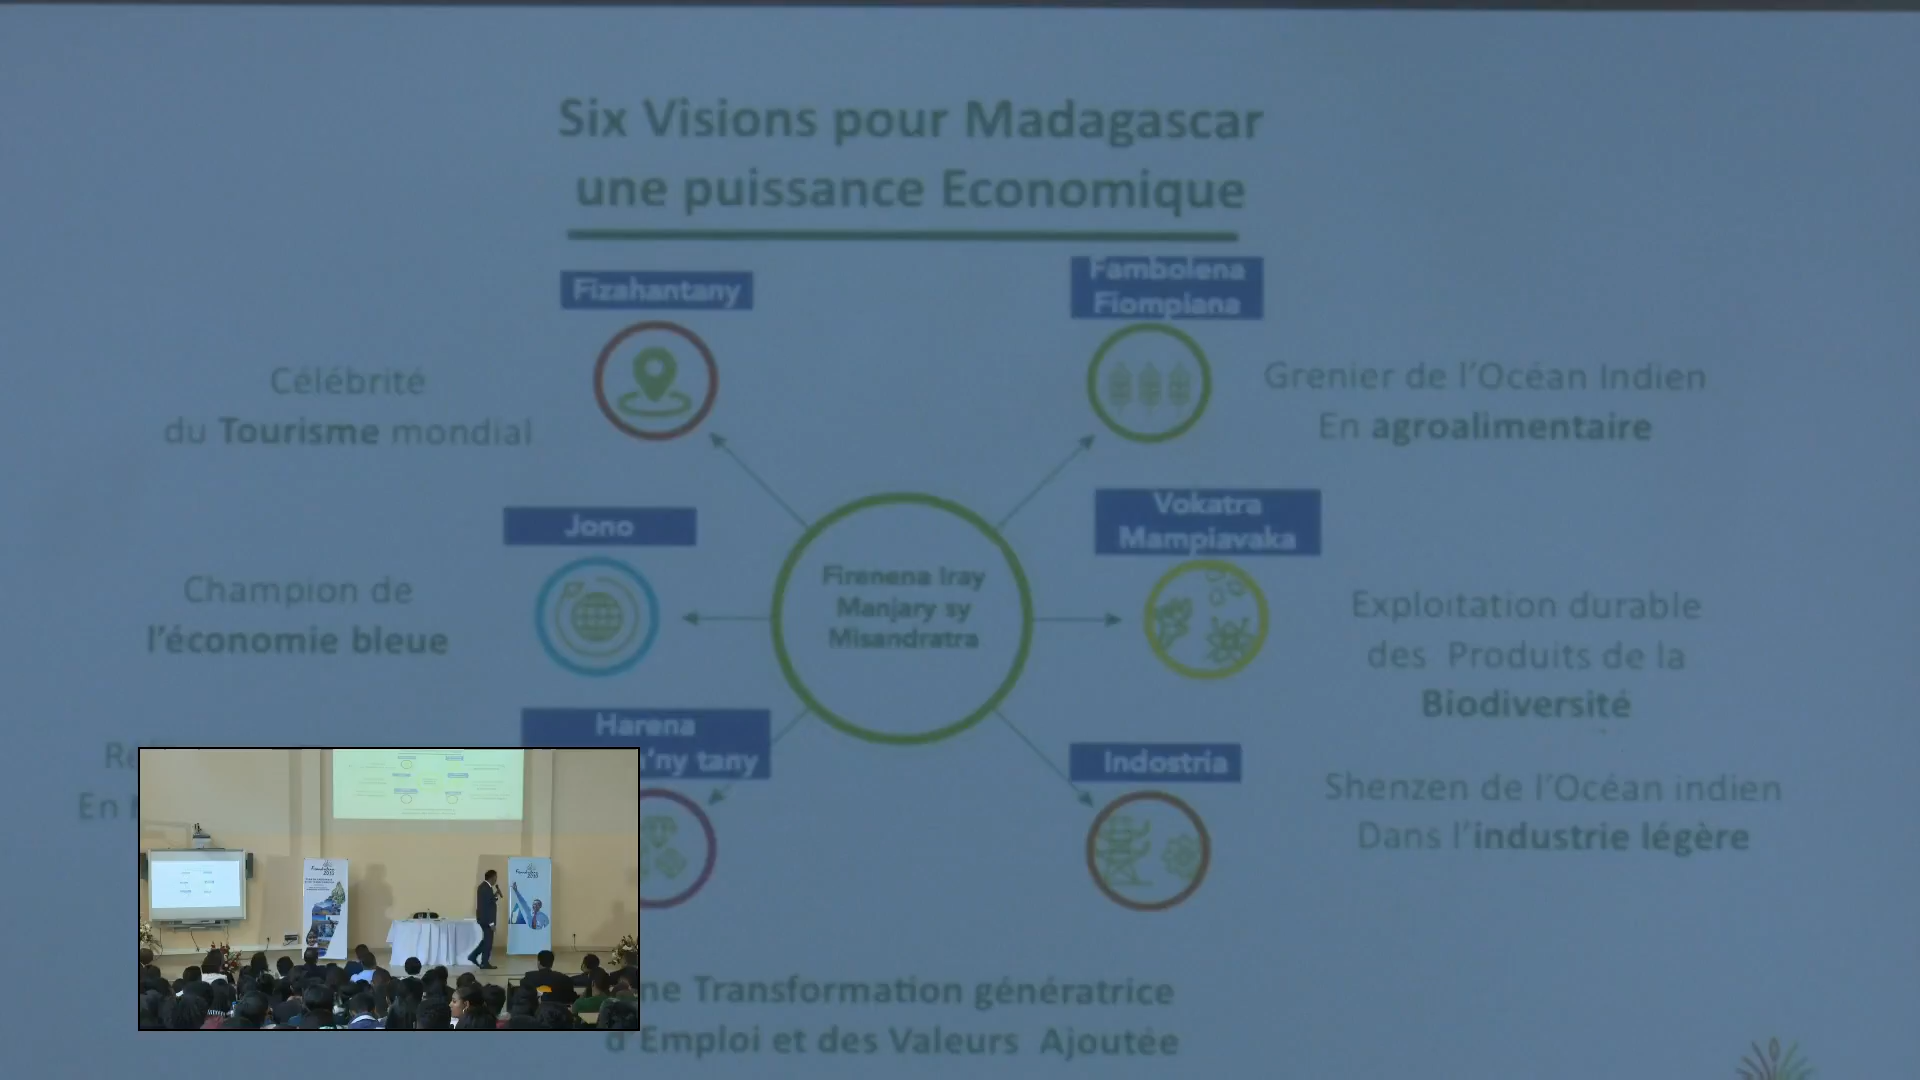 Six Visions pour Madagascar
une puissance Economique
Fizahantany
Fambolena
Fiompiana
Célébrité
du Tourisme mondial
Grenier de l'Océan Indien
En agroalimentaire
Jono
Vokatra
Mampiavaka
Firenena Iray
Manjary sy
Misandratra
Champion de
l'économie bleue
Exploitation durable
des Produits de la
Biodiversité
Harena
'ny tany
Indostria
En
Shenzen de l'Océan indien
Dans l'industrie légère
Transformation génératrice
d'Emploi et des Valeurs Ajoutée